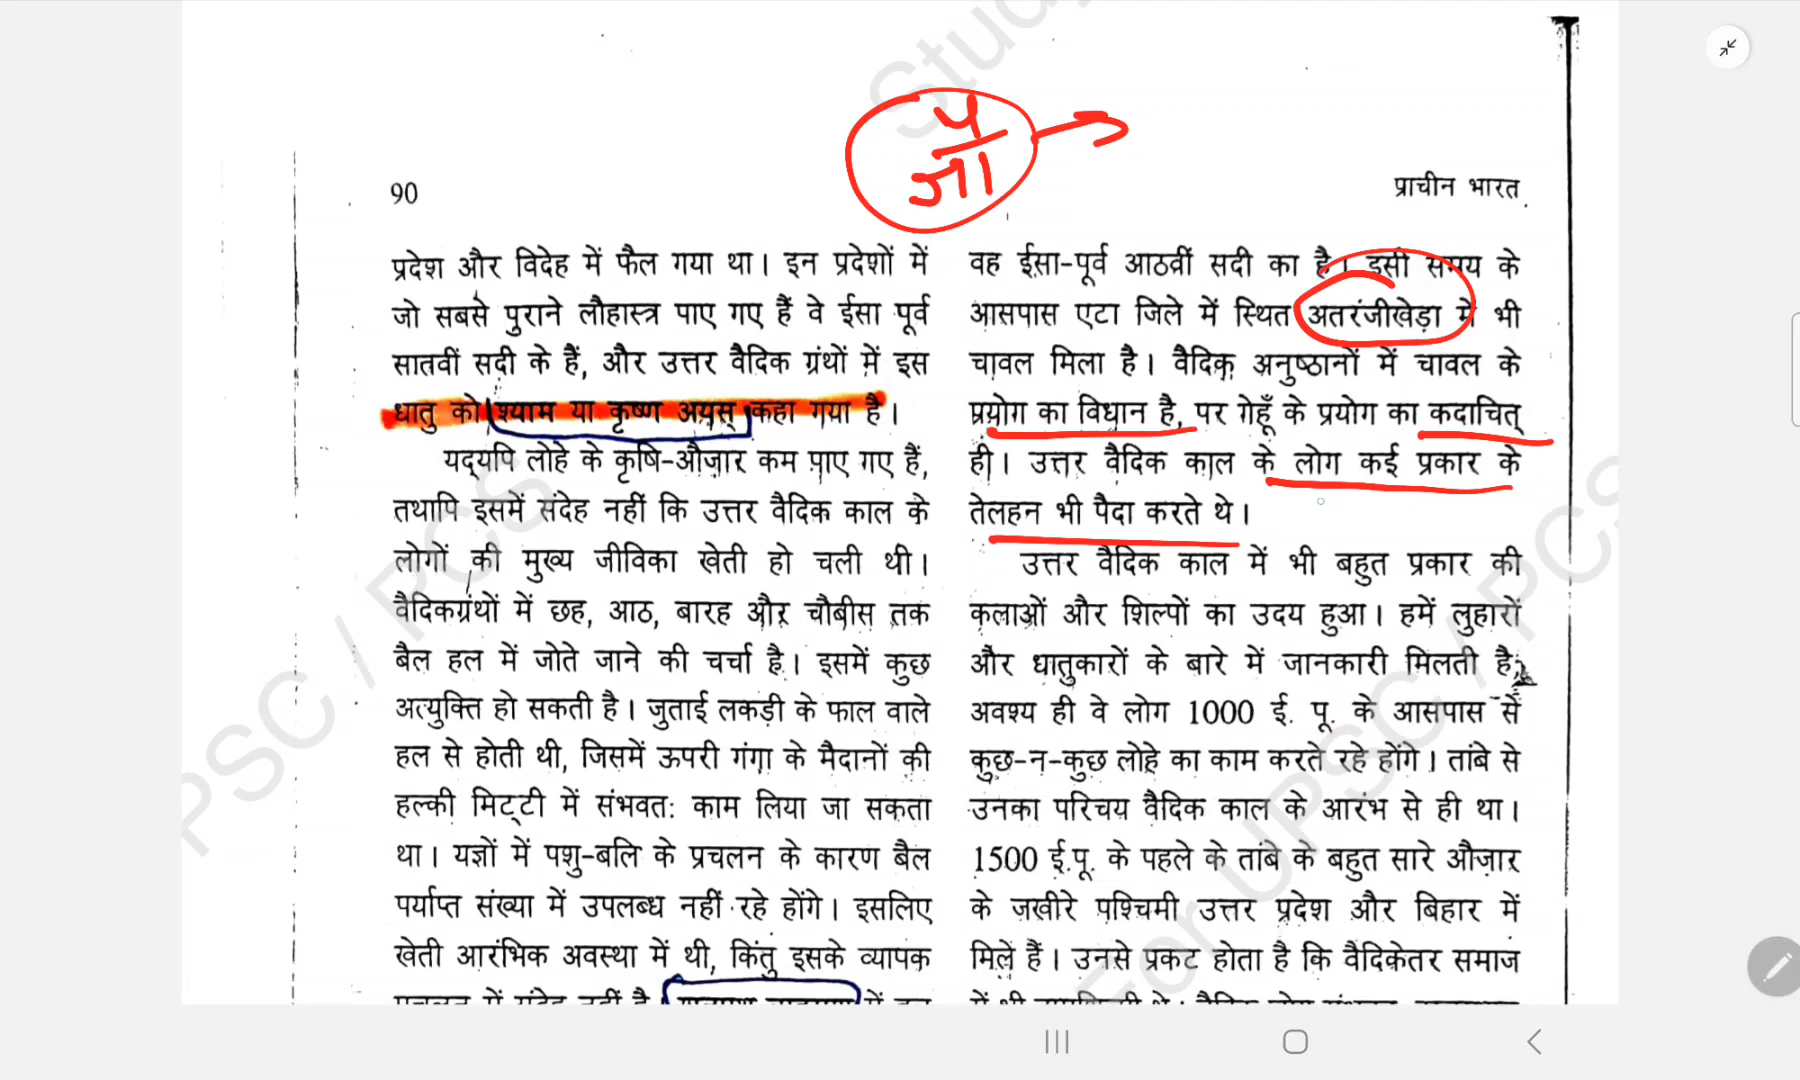 प
जा
90
प्राचीन भारत
प्रदेश और विदेह में फैल गया था। इन प्रदेशों में
जो सबसे पुराने लौहास्त्र पाए गए हैं वे ईसा पूर्व
सातवीं सदी के हैं, और उत्तर वैदिक ग्रंथों में इस
धातु को श्याम या कृष्ण अयस् कहा गया है।
यद्यपि लोहे के कृषि-औज़ार कम पाए गए हैं,
तथापि इसमें संदेह नहीं कि उत्तर वैदिक काल के
लोगों की मुख्य जीविका खेती हो चली थी।
वैदिकग्रंथों में छह, आठ, बारह और चौबीस तक
बैल हल में जोते जाने की चर्चा है। इसमें कुछ
अत्युक्ति हो सकती है। जुताई लकड़ी के फाल वाले
हल से होती थी, जिसमें ऊपरी गंगा के मैदानों की
हल्की मिट्टी में संभवत: काम लिया जा सकता
था। यज्ञों में पशु-बलि के प्रचलन के कारण बैल
पर्याप्त संख्या में उपलब्ध नहीं रहे होंगे। इसलिए
खेती आरंभिक अवस्था में थी, किंतु इसके व्यापक
वह ईसा-पूर्व आठवीं सदी का है। इसी समय के
आसपास एटा जिले में स्थित अतरंजीखेड़ा में भी
चावल मिला है। वैदिक अनुष्ठानों में चावल के
प्रयोग का विधान है, पर गेहूँ के प्रयोग का कदाचित्
ही। उत्तर वैदिक काल के लोग कई प्रकार के
तेलहन भी पैदा करते थे।
उत्तर वैदिक काल में भी बहुत प्रकार की
कलाओं और शिल्पों का उदय हुआ। हमें लुहारों
और धातुकारों के बारे में जानकारी मिलती है;
अवश्य ही वे लोग 1000 ई. पू. के आसपास से
कुछ-न-कुछ लोहे का काम करते रहे होंगे। तांबे से
उनका परिचय वैदिक काल के आरंभ से ही था।
1500 ई.पू. के पहले के तांबे के बहुत सारे औज़ार
के जखीरे पश्चिमी उत्तर प्रदेश और बिहार में
मिले हैं। उनसे प्रकट होता है कि वैदिकेतर समाज